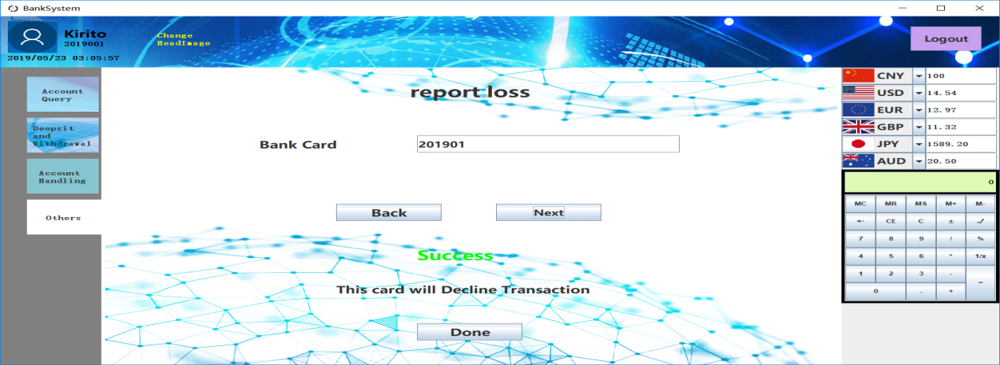 BankSystem
Kirito
2019001
2019/05/23 03:05:57
Change
HeadImage
Logout
Account
Query
Deopsit
and
Withdrawal
Account
Handling
Others
report loss
Bank Card
201901
Back
Next
Success
This card will Decline Transaction
Done
CNY 100
USD 14.54
EUR 12.97
GBP 11.32
JPY 1589.20
AUD 20.50
0
MC MR MS M+ M-
← CE C ± √
7 8 9 / %
4 5 6 * 1/x
1 2 3 - =
0 . +